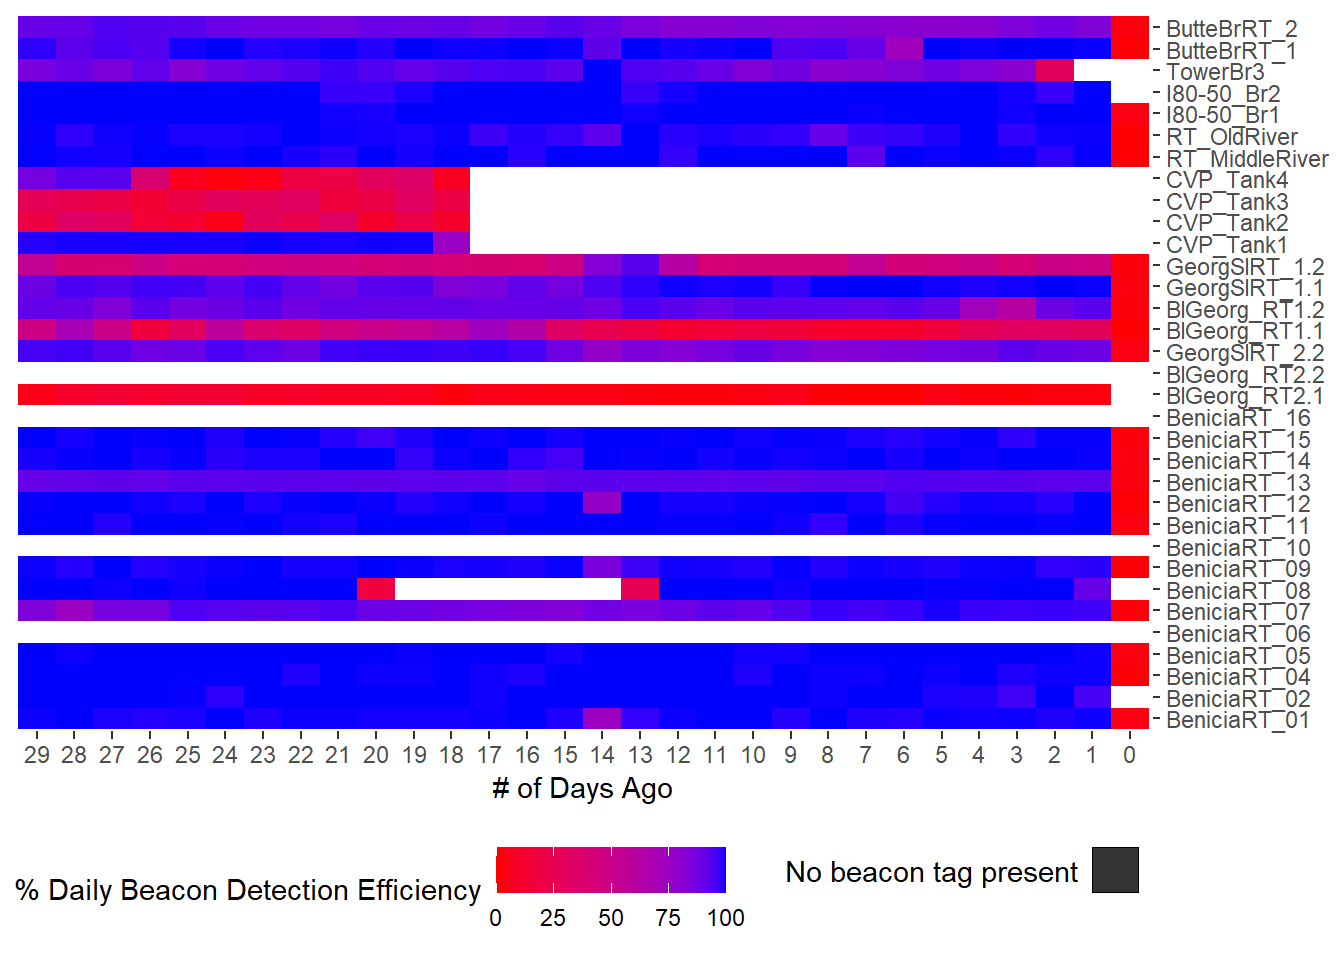 ButteBrRT_2
ButteBrRT_1
TowerBr3
I80-50_Br2
I80-50_Br1
RT_OldRiver
RT_MiddleRiver
CVP_Tank4
CVP_Tank3
CVP_Tank2
CVP_Tank1
GeorgSlRT_1.2
GeorgSlRT_1.1
BlGeorg_RT1.2
BlGeorg_RT1.1
GeorgSlRT_2.2
BlGeorg_RT2.2
BlGeorg_RT2.1
BeniciaRT_16
BeniciaRT_15
BeniciaRT_14
BeniciaRT_13
BeniciaRT_12
BeniciaRT_11
BeniciaRT_10
BeniciaRT_09
BeniciaRT_08
BeniciaRT_07
BeniciaRT_06
BeniciaRT_05
BeniciaRT_04
BeniciaRT_02
BeniciaRT_01
29 28 27 26 25 24 23 22 21 20 19 18 17 16 15 14 13 12 11 10 9 8 7 6 5 4 3 2 1 0
# of Days Ago
% Daily Beacon Detection Efficiency
0 25 50 75 100
No beacon tag present